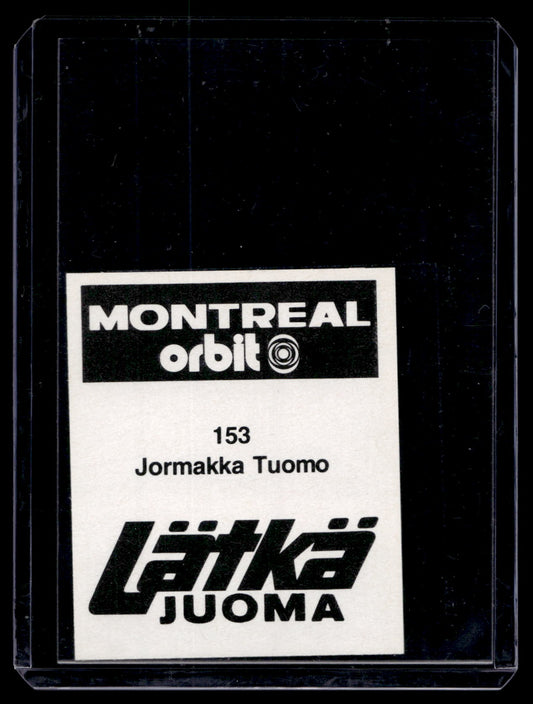 MONTREAL
orbit
153
Jormakka Tuomo
Lätkä
JUOMA